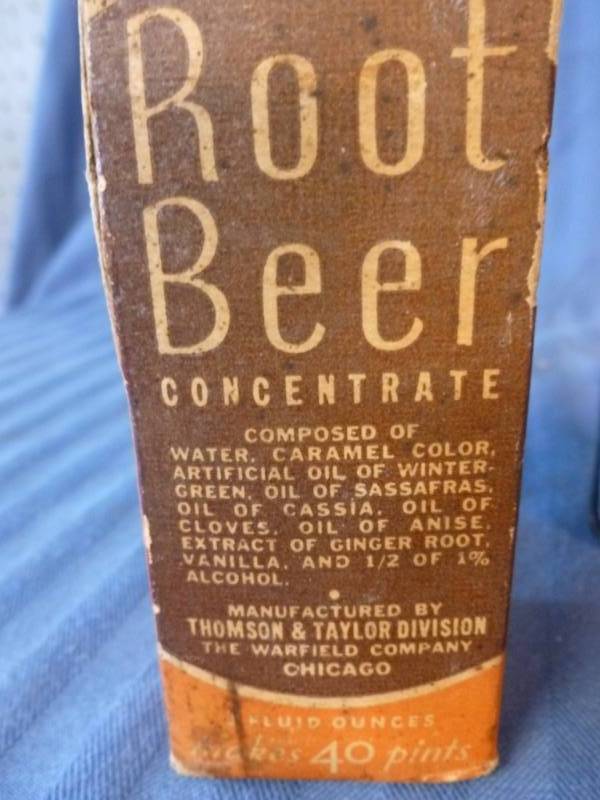 Root
Beer
CONCENTRATE
COMPOSED OF
WATER, CARAMEL COLOR,
ARTIFICIAL OIL OF WINTER-
GREEN, OIL OF SASSAFRAS,
OIL OF CASSIA, OIL OF
CLOVES, OIL OF ANISE,
EXTRACT OF GINGER ROOT,
VANILLA, AND 1/2 OF 1%
ALCOHOL.
•
MANUFACTURED BY
THOMSON & TAYLOR DIVISION
THE WARFIELD COMPANY
CHICAGO
FLUID OUNCES
makes 40 pints